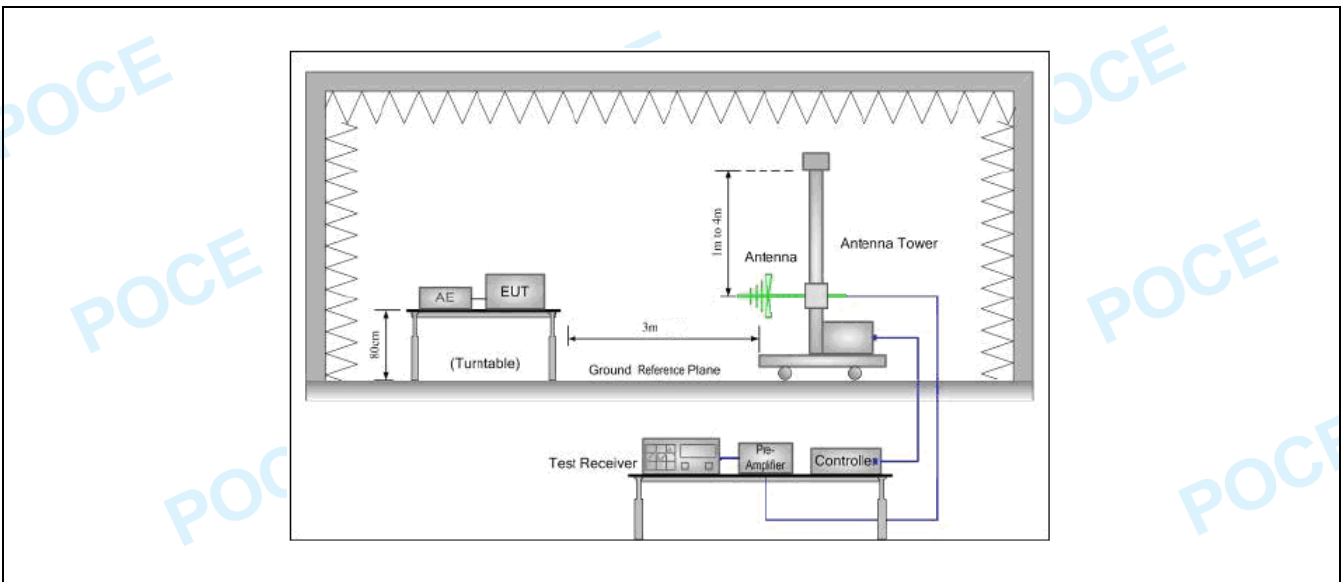 POCE
POCE
1m to 4m
Antenna Tower
Antenna
POCE
POCE
AE
EUT
3m
80cm
(Turntable)
Ground Reference Plane
Test Receiver
Pre-
Amplifier
Controller
POC
POCE